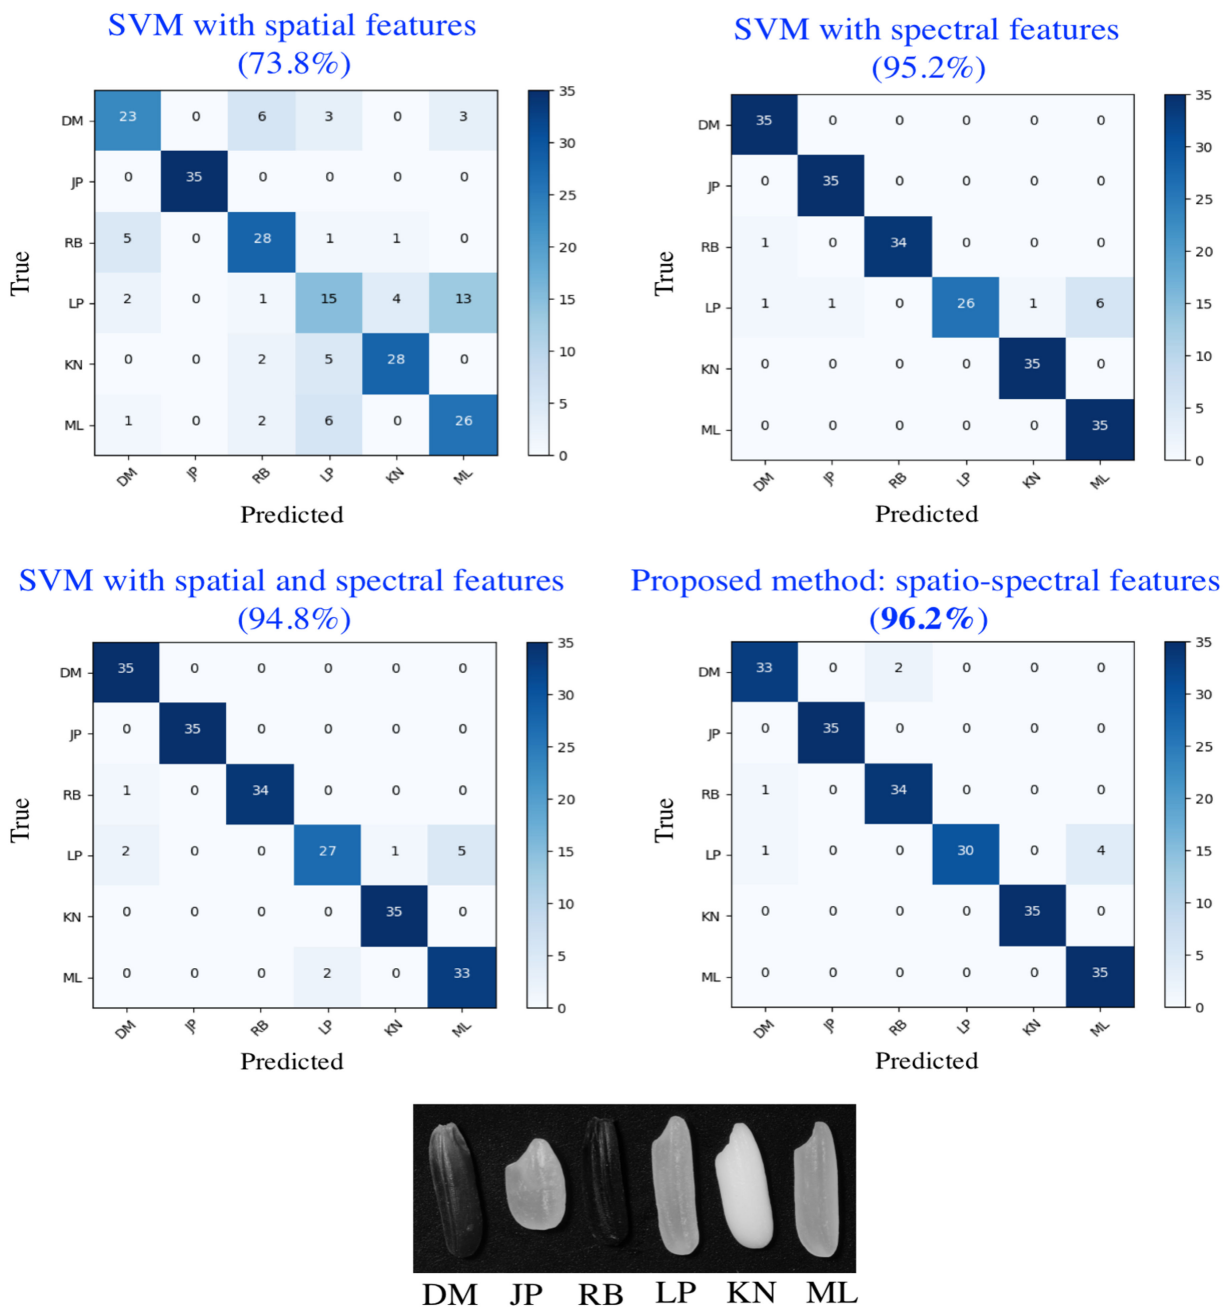 SVM with spatial features
(73.8%)
True
DM 23 0 6 3 0 3
JP 0 35 0 0 0 0
RB 5 0 28 1 1 0
LP 2 0 1 15 4 13
KN 0 0 2 5 28 0
ML 1 0 2 6 0 26
DM JP RB LP KN ML
Predicted
35
30
25
20
15
10
5
0
SVM with spectral features
(95.2%)
True
DM 35 0 0 0 0 0
JP 0 35 0 0 0 0
RB 1 0 34 0 0 0
LP 1 1 0 26 1 6
KN 0 0 0 0 35 0
ML 0 0 0 0 0 35
DM JP RB LP KN ML
Predicted
35
30
25
20
15
10
5
0
SVM with spatial and spectral features
(94.8%)
True
DM 35 0 0 0 0 0
JP 0 35 0 0 0 0
RB 1 0 34 0 0 0
LP 2 0 0 27 1 5
KN 0 0 0 0 35 0
ML 0 0 0 2 0 33
DM JP RB LP KN ML
Predicted
35
30
25
20
15
10
5
0
Proposed method: spatio-spectral features
(96.2%)
True
DM 33 0 2 0 0 0
JP 0 35 0 0 0 0
RB 1 0 34 0 0 0
LP 1 0 0 30 0 4
KN 0 0 0 0 35 0
ML 0 0 0 0 0 35
DM JP RB LP KN ML
Predicted
35
30
25
20
15
10
5
0
DM JP RB LP KN ML